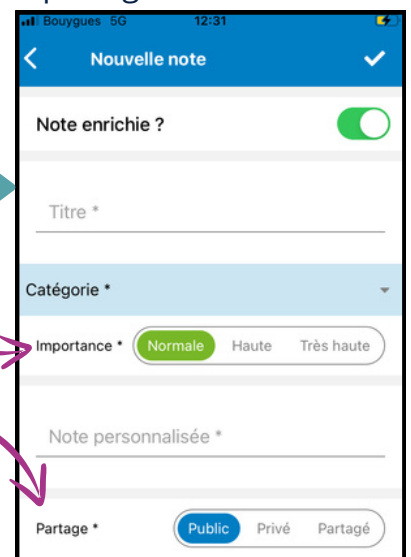 Bouygues 5G 12:31
Nouvelle note
Note enrichie ?
Titre *
Catégorie *
Importance * Normale Haute Très haute
Note personnalisée *
Partage * Public Privé Partagé